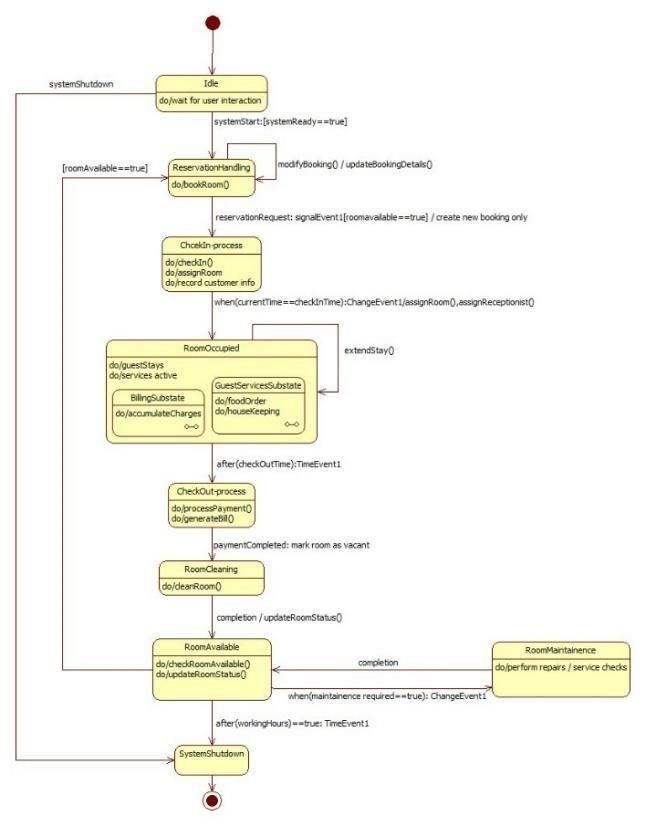 systemShutdown
Idle
do/wait for user interaction
systemStart:[systemReady==true]
[roomAvailable==true]
ReservationHandling
do/bookRoom()
modifyBooking() / updateBookingDetails()
reservationRequest: signalEvent1[roomavailable==true] / create new booking only
ChcekIn-process
do/checkIn()
do/assignRoom
do/record customer info
when(currentTime==checkInTime):ChangeEvent1/assignRoom(),assignReceptionist()
RoomOccupied
do/guestStays
do/services active
extendStay()
BillingSubstate
do/accumulateCharges
GuestServicesSubstate
do/foodOrder
do/houseKeeping
after(checkOutTime):TimeEvent1
CheckOut-process
do/processPayment()
do/generateBill()
paymentCompleted: mark room as vacant
RoomCleaning
do/cleanRoom()
completion / updateRoomStatus()
RoomAvailable
do/checkRoomAvailable()
do/updateRoomStatus()
completion
when(maintainence required==true): ChangeEvent1
RoomMaintainence
do/perform repairs / service checks
after(workingHours)==true: TimeEvent1
SystemShutdown